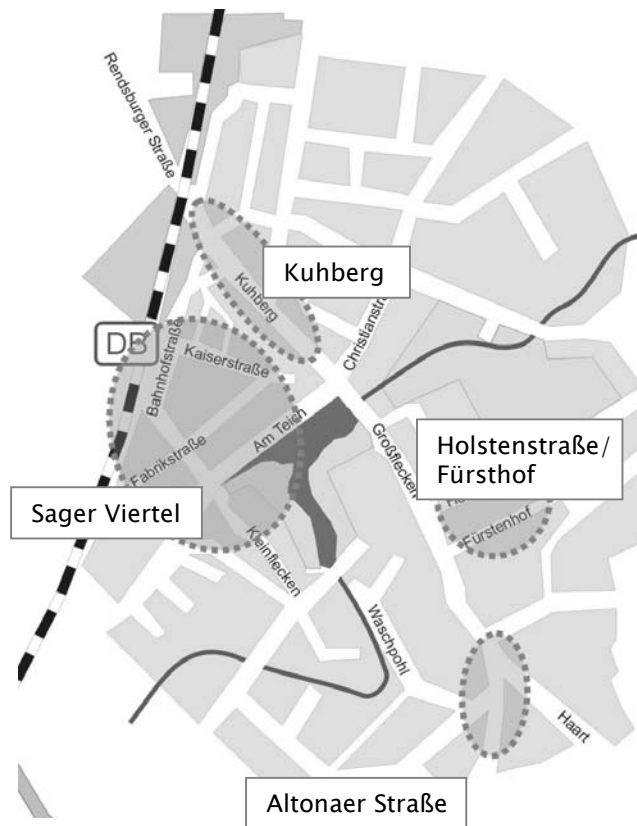 Rendsburger Straße
Kuhberg
Kuhberg
Christianstr
DB
Bahnhofstraße
Kaiserstraße
Am Teich
Fabrikstraße
Großflecken
Holstenstraße/
Fürsthof
Fürstenhof
Sager Viertel
Kleinflecken
Waschpohl
Haart
Altonaer Straße